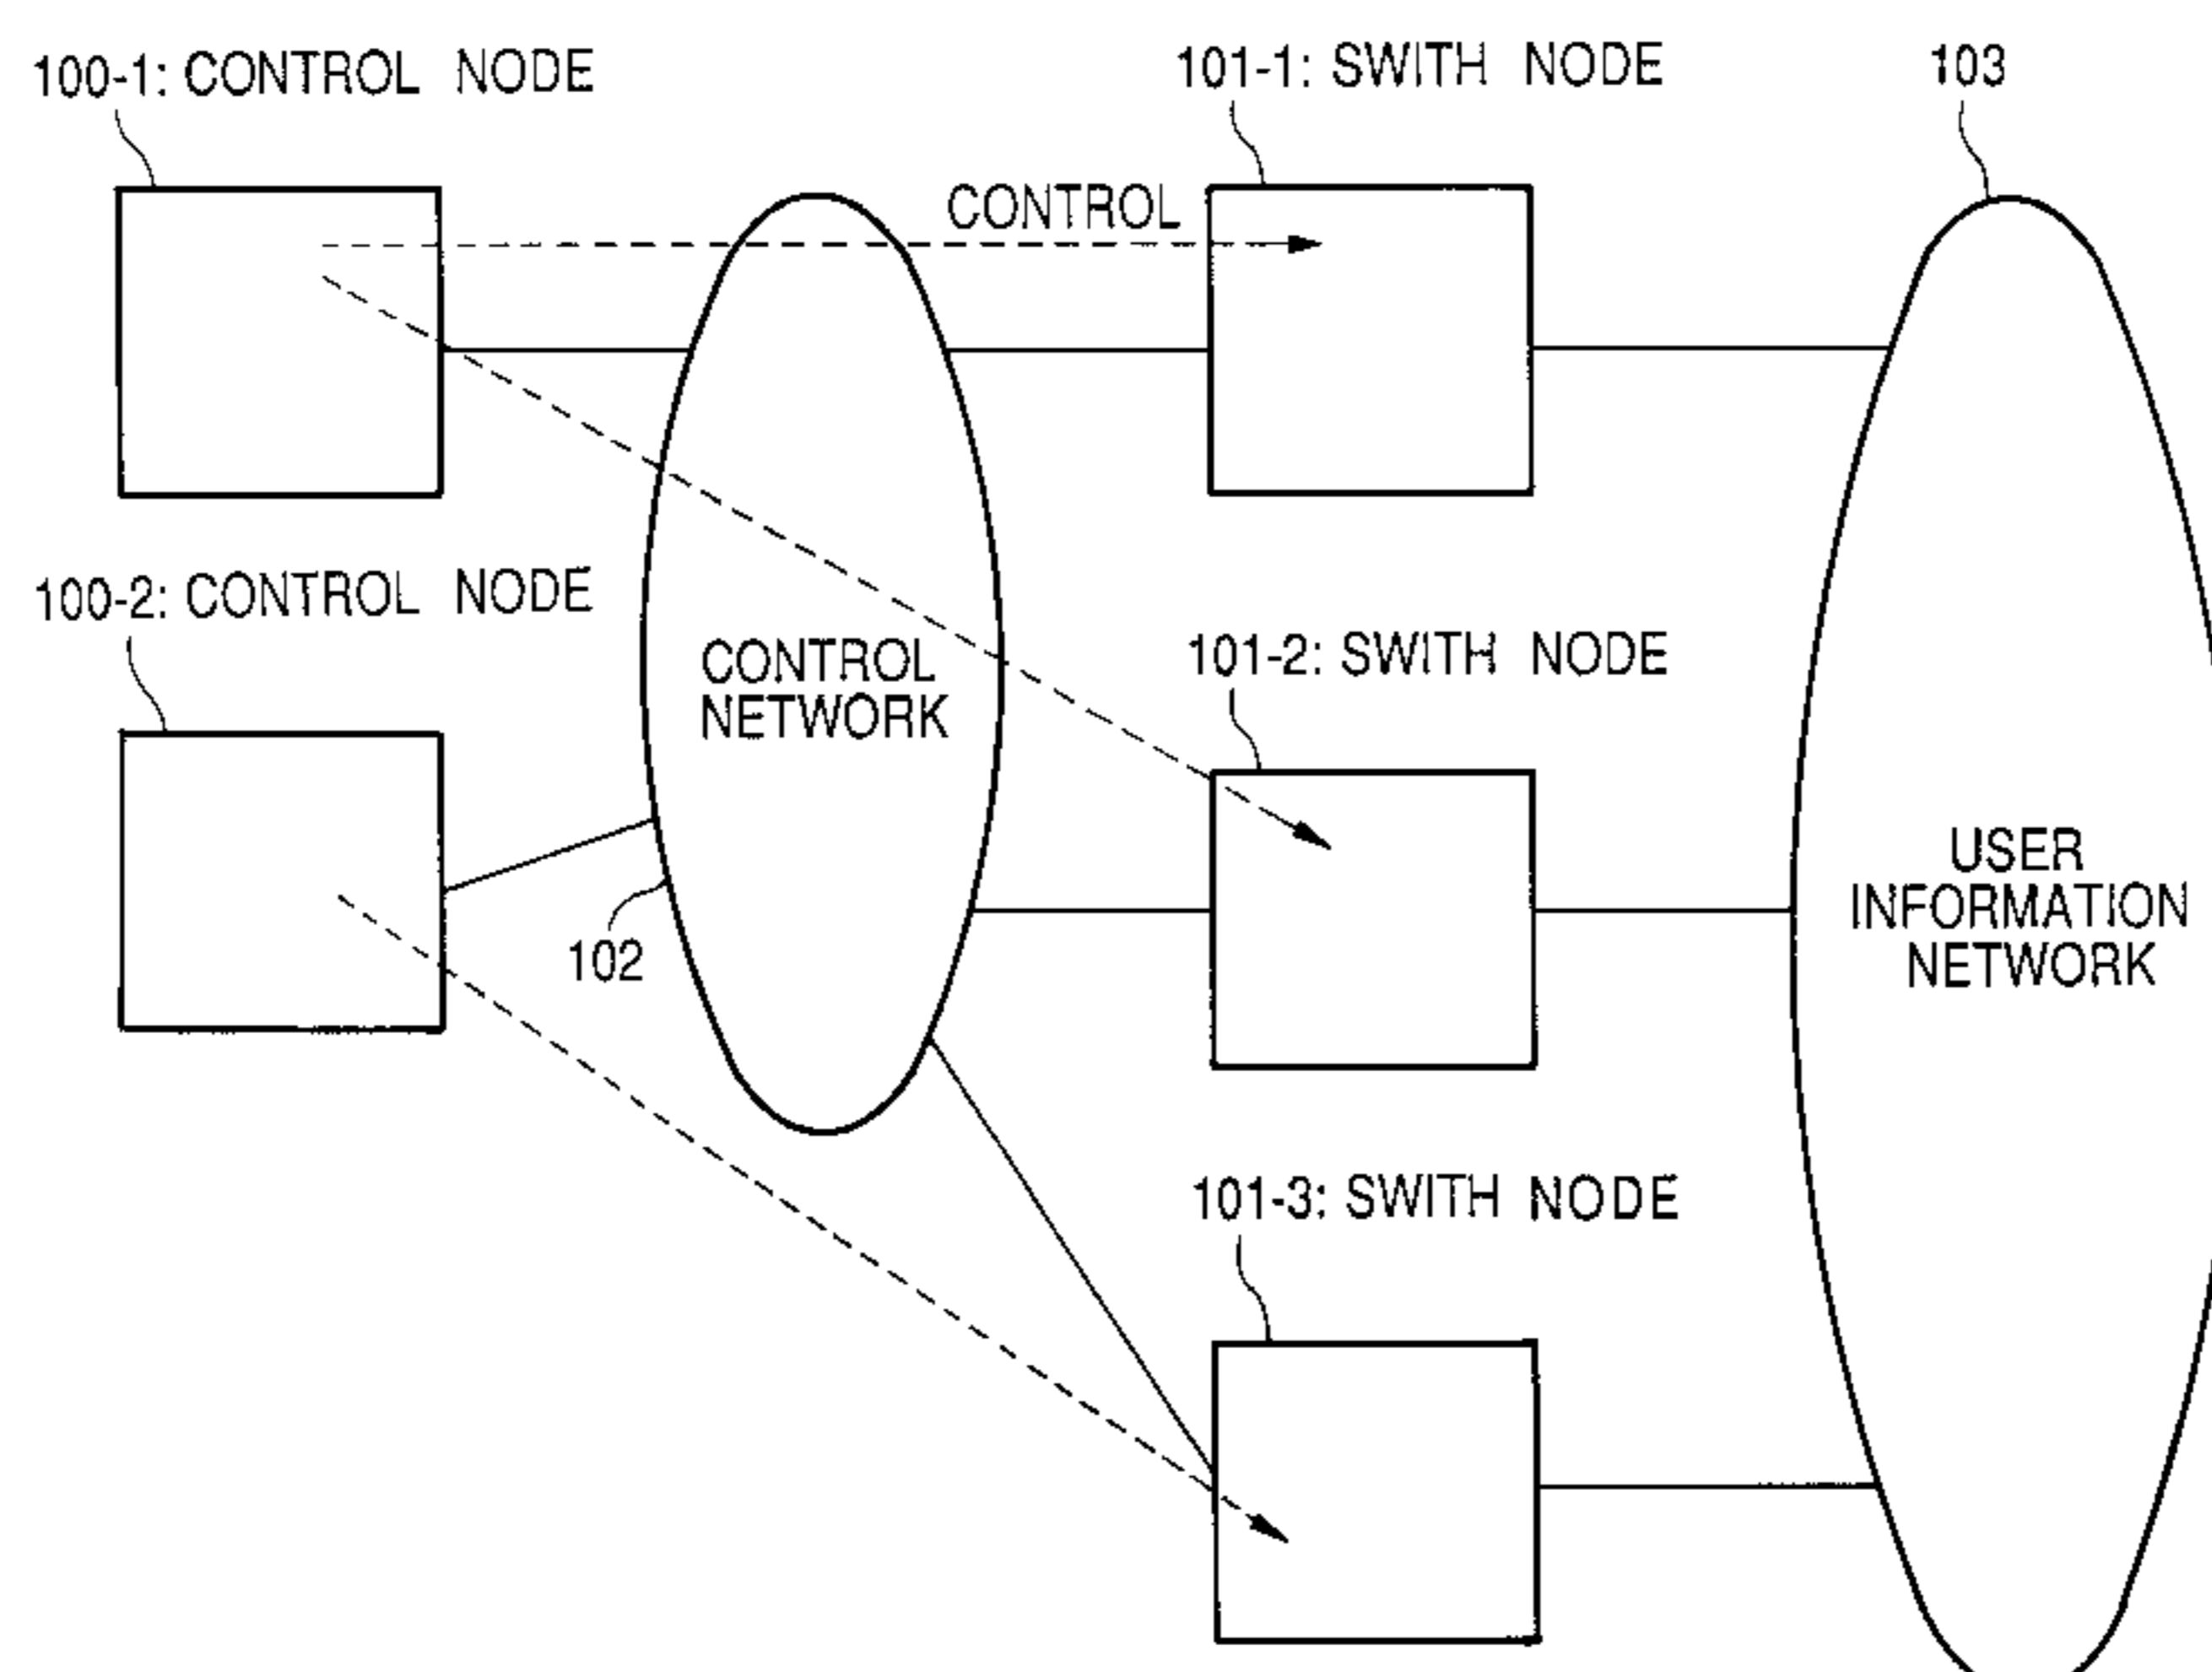 100-1: CONTROL NODE
101-1: SWITH NODE
103
CONTROL
100-2: CONTROL NODE
CONTROL
NETWORK
101-2: SWITH NODE
102
USER
INFORMATION
NETWORK
101-3: SWITH NODE